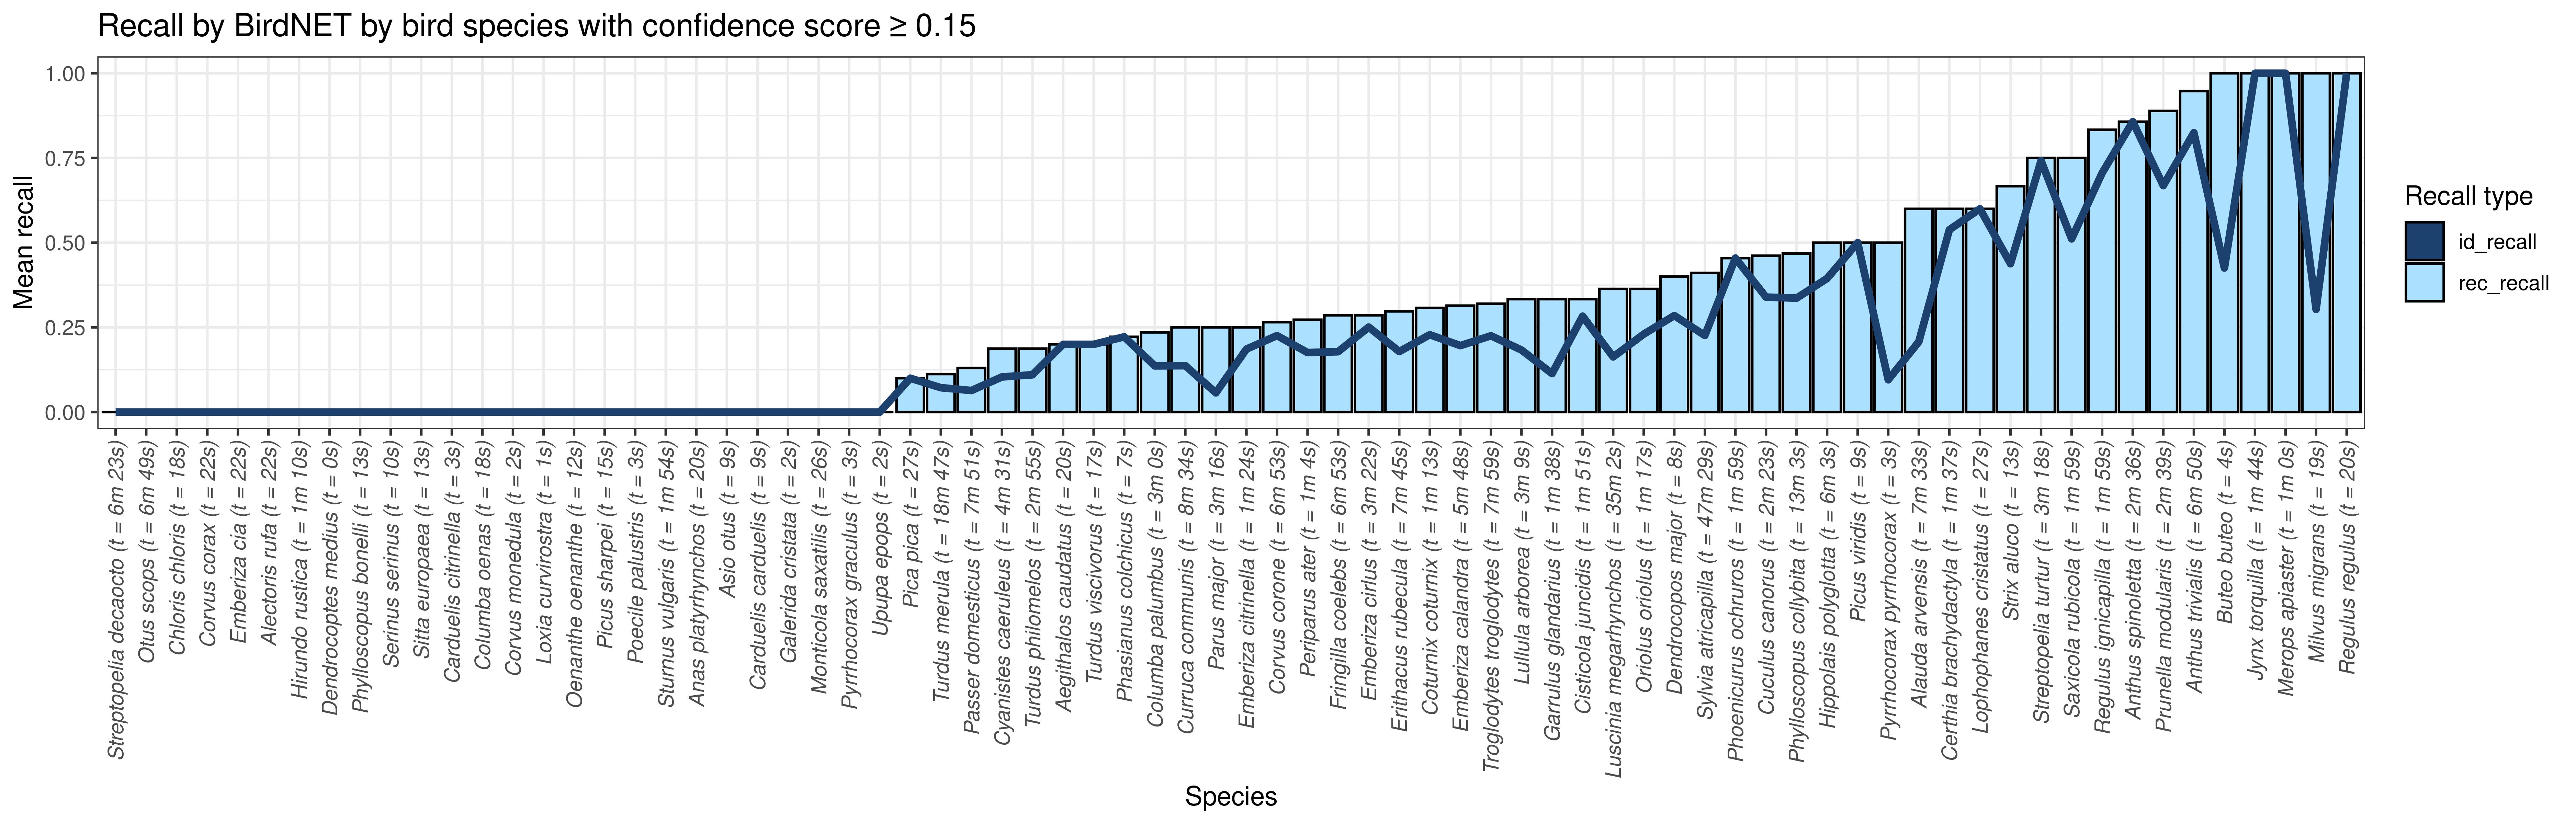 Recall by BirdNET by bird species with confidence score ≥ 0.15
Mean recall
1.00
0.75
0.50
0.25
0.00
Streptopelia decaocto (t = 6m 23s)
Otus scops (t = 6m 49s)
Chloris chloris (t = 18s)
Corvus corax (t = 22s)
Emberiza cia (t = 22s)
Alectoris rufa (t = 22s)
Hirundo rustica (t = 1m 10s)
Dendrocoptes medius (t = 0s)
Phylloscopus bonelli (t = 13s)
Serinus serinus (t = 10s)
Sitta europaea (t = 13s)
Carduelis citrinella (t = 3s)
Columba oenas (t = 18s)
Corvus monedula (t = 2s)
Loxia curvirostra (t = 1s)
Oenanthe oenanthe (t = 12s)
Picus sharpei (t = 15s)
Poecile palustris (t = 3s)
Sturnus vulgaris (t = 1m 54s)
Anas platyrhynchos (t = 20s)
Asio otus (t = 9s)
Carduelis carduelis (t = 9s)
Galerida cristata (t = 2s)
Monticola saxatilis (t = 26s)
Pyrrhocorax graculus (t = 3s)
Upupa epops (t = 2s)
Pica pica (t = 27s)
Turdus merula (t = 18m 47s)
Passer domesticus (t = 7m 51s)
Cyanistes caeruleus (t = 4m 31s)
Turdus philomelos (t = 2m 55s)
Aegithalos caudatus (t = 20s)
Turdus viscivorus (t = 17s)
Phasianus colchicus (t = 7s)
Columba palumbus (t = 3m 0s)
Curruca communis (t = 8m 34s)
Parus major (t = 3m 16s)
Emberiza citrinella (t = 1m 24s)
Corvus corone (t = 6m 53s)
Periparus ater (t = 1m 4s)
Fringilla coelebs (t = 6m 53s)
Emberiza cirlus (t = 3m 22s)
Erithacus rubecula (t = 7m 45s)
Coturnix coturnix (t = 1m 13s)
Emberiza calandra (t = 5m 48s)
Troglodytes troglodytes (t = 7m 59s)
Lullula arborea (t = 3m 9s)
Garrulus glandarius (t = 1m 38s)
Cisticola juncidis (t = 1m 51s)
Luscinia megarhynchos (t = 35m 2s)
Oriolus oriolus (t = 1m 17s)
Dendrocopos major (t = 8s)
Sylvia atricapilla (t = 47m 29s)
Phoenicurus ochruros (t = 1m 59s)
Cuculus canorus (t = 2m 23s)
Phylloscopus collybita (t = 13m 3s)
Hippolais polyglotta (t = 6m 3s)
Picus viridis (t = 9s)
Pyrrhocorax pyrrhocorax (t = 3s)
Alauda arvensis (t = 7m 33s)
Certhia brachydactyla (t = 1m 37s)
Lophophanes cristatus (t = 27s)
Strix aluco (t = 13s)
Streptopelia turtur (t = 3m 18s)
Saxicola rubicola (t = 1m 59s)
Regulus ignicapilla (t = 1m 59s)
Anthus spinoletta (t = 2m 36s)
Prunella modularis (t = 2m 39s)
Anthus trivialis (t = 6m 50s)
Buteo buteo (t = 4s)
Jynx torquilla (t = 1m 44s)
Merops apiaster (t = 1m 0s)
Milvus migrans (t = 19s)
Regulus regulus (t = 20s)
Species
Recall type
id_recall
rec_recall